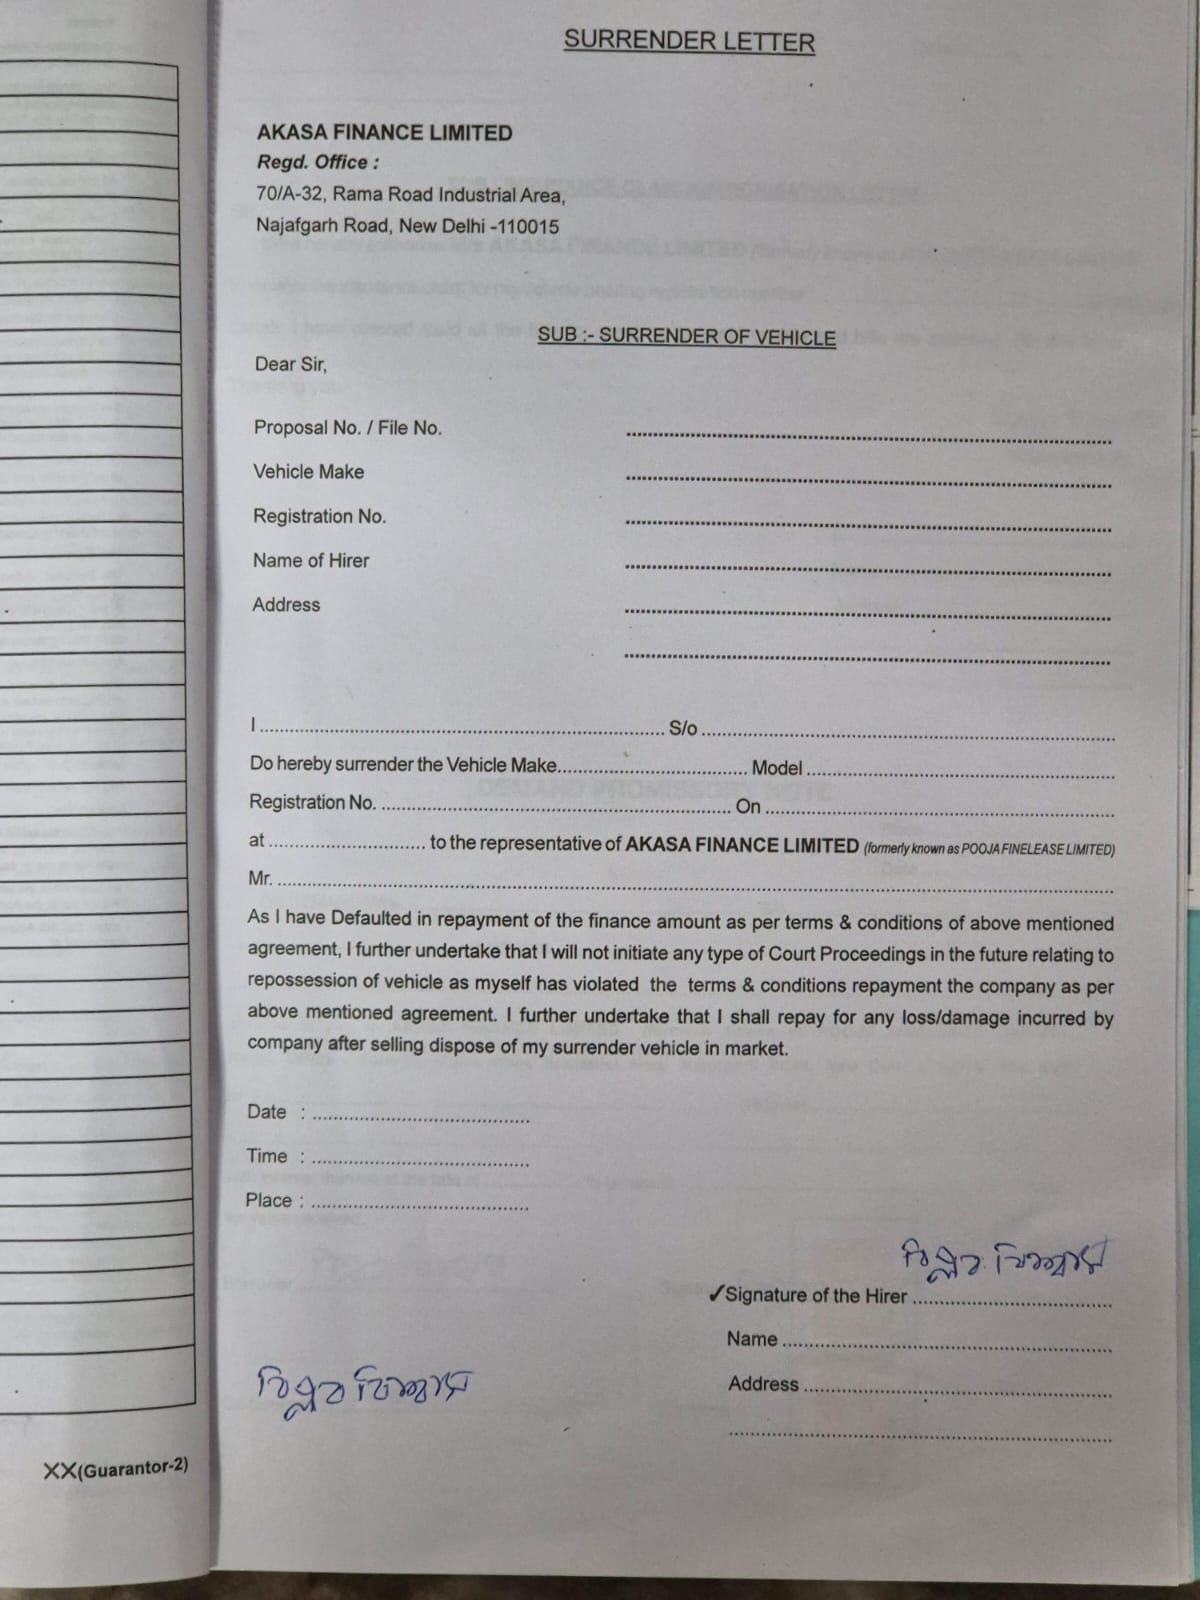 SURRENDER LETTER
AKASA FINANCE LIMITED
Regd. Office :
70/A-32, Rama Road Industrial Area,
Najafgarh Road, New Delhi -110015
SUB :- SURRENDER OF VEHICLE
Dear Sir,
Proposal No. / File No. ........................
Vehicle Make ........................
Registration No. ........................
Name of Hirer ........................
Address ........................
........................
I ........................ S/o ........................
Do hereby surrender the Vehicle Make........................ Model ........................
Registration No. ........................ On ........................
at ........................ to the representative of AKASA FINANCE LIMITED (formerly known as POOJA FINELEASE LIMITED)
Mr. ........................
As I have Defaulted in repayment of the finance amount as per terms & conditions of above mentioned
agreement, I further undertake that I will not initiate any type of Court Proceedings in the future relating to
repossession of vehicle as myself has violated the terms & conditions repayment the company as per
above mentioned agreement. I further undertake that I shall repay for any loss/damage incurred by
company after selling dispose of my surrender vehicle in market.
Date : ........................
Time : ........................
Place : ........................
বিপ্লব বিশ্বাস
✓Signature of the Hirer ........................
Name ........................
Address ........................
........................
বিপ্লব বিশ্বাস
XX(Guarantor-2)